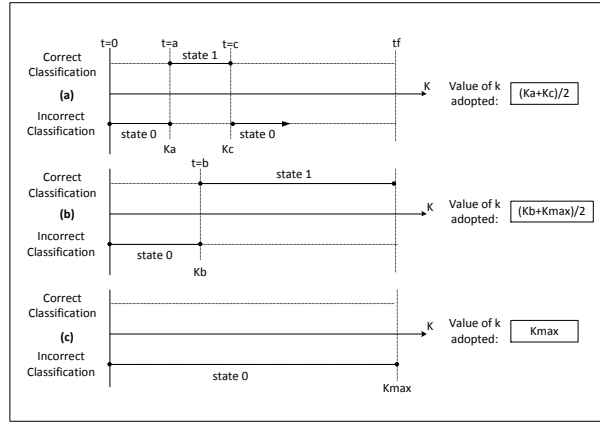 t=0 t=a t=c tf
Correct
Classification
state 1
(a)
K
Value of k
adopted:
(Ka+Kc)/2
Incorrect
Classification
state 0
state 0
Ka Kc
t=b
Correct
Classification
state 1
(b)
K
Value of k
adopted:
(Kb+Kmax)/2
Incorrect
Classification
state 0
Kb
Correct
Classification
(c)
K
Value of k
adopted:
Kmax
Incorrect
Classification
state 0
Kmax